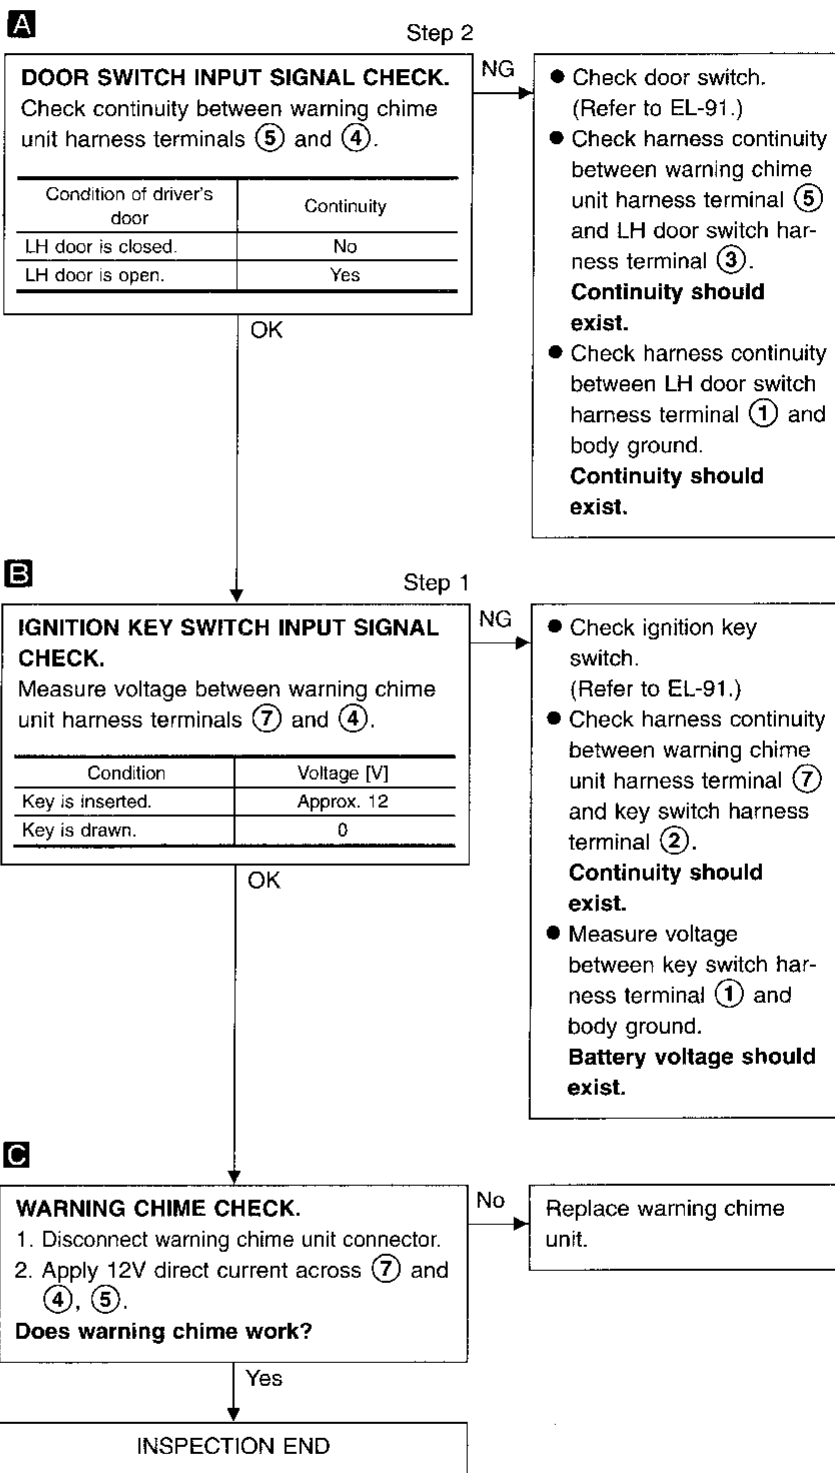 A
Step 2
DOOR SWITCH INPUT SIGNAL CHECK.
Check continuity between warning chime
unit harness terminals ⑤ and ④.
Condition of driver's
door
Continuity
LH door is closed.
No
LH door is open.
Yes
NG
● Check door switch.
(Refer to EL-91.)
● Check harness continuity
between warning chime
unit harness terminal ⑤
and LH door switch har-
ness terminal ③.
Continuity should
exist.
● Check harness continuity
between LH door switch
harness terminal ① and
body ground.
Continuity should
exist.
OK
B
Step 1
IGNITION KEY SWITCH INPUT SIGNAL
CHECK.
Measure voltage between warning chime
unit harness terminals ⑦ and ④.
Condition
Voltage [V]
Key is inserted.
Approx. 12
Key is drawn.
0
NG
● Check ignition key
switch.
(Refer to EL-91.)
● Check harness continuity
between warning chime
unit harness terminal ⑦
and key switch harness
terminal ②.
Continuity should
exist.
● Measure voltage
between key switch har-
ness terminal ① and
body ground.
Battery voltage should
exist.
OK
C
WARNING CHIME CHECK.
1. Disconnect warning chime unit connector.
2. Apply 12V direct current across ⑦ and
④, ⑤.
Does warning chime work?
No
Replace warning chime
unit.
Yes
INSPECTION END